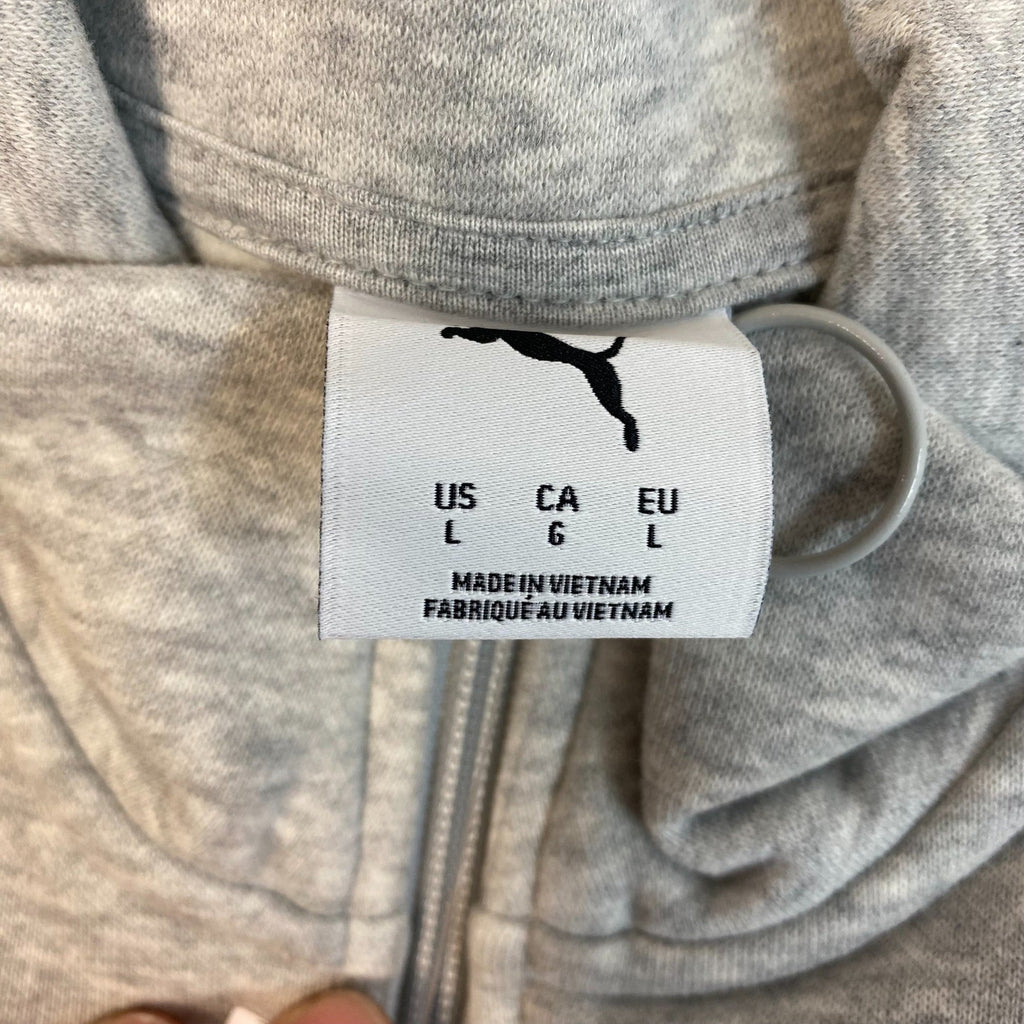 US CA EU
L G L
MADE IN VIETNAM
FABRIQUÉ AU VIETNAM